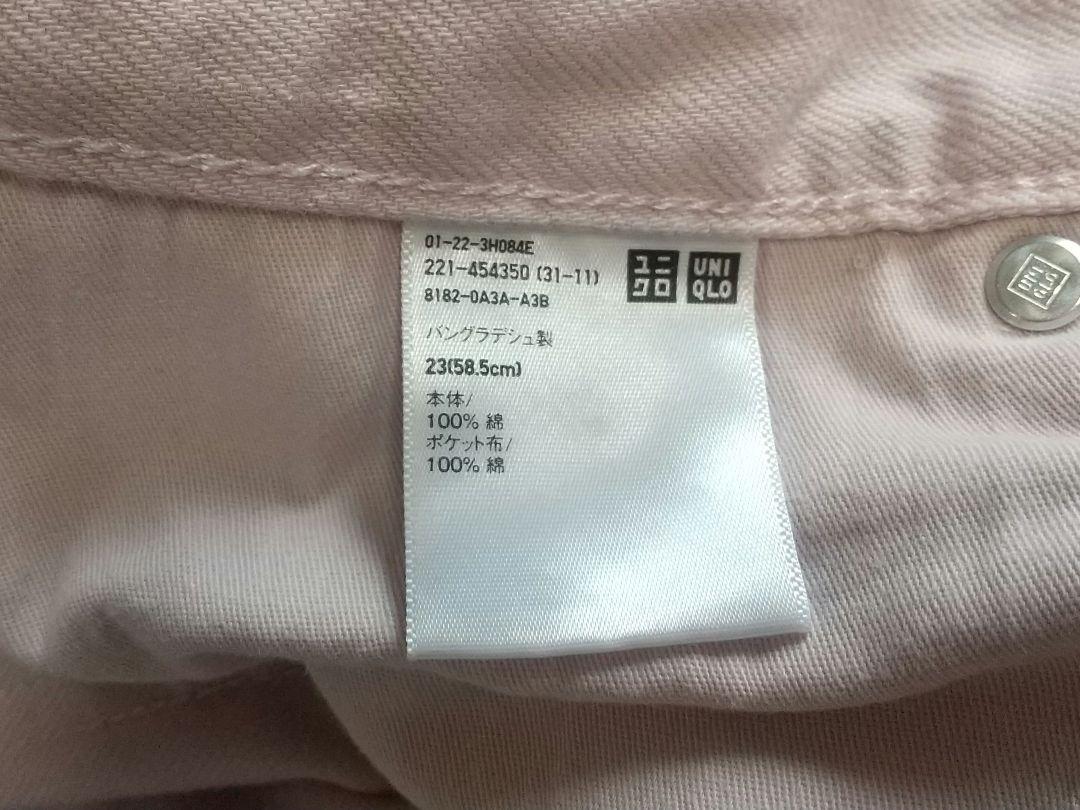 01-22-3H084E
221-454350 (31-11)
8182-0A3A-A3B
ユニ
クロ
UNI
QLO
バングラデシュ製
23(58.5cm)
本体/
100% 綿
ポケット布/
100% 綿
UNI
QLO